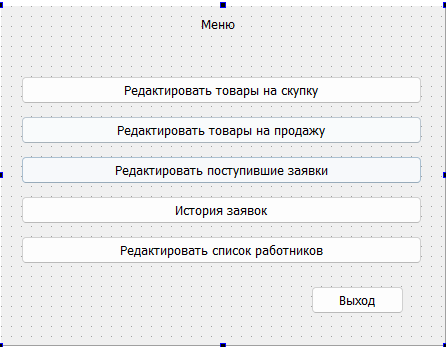 Меню
Редактировать товары на скупку
Редактировать товары на продажу
Редактировать поступившие заявки
История заявок
Редактировать список работников
Выход